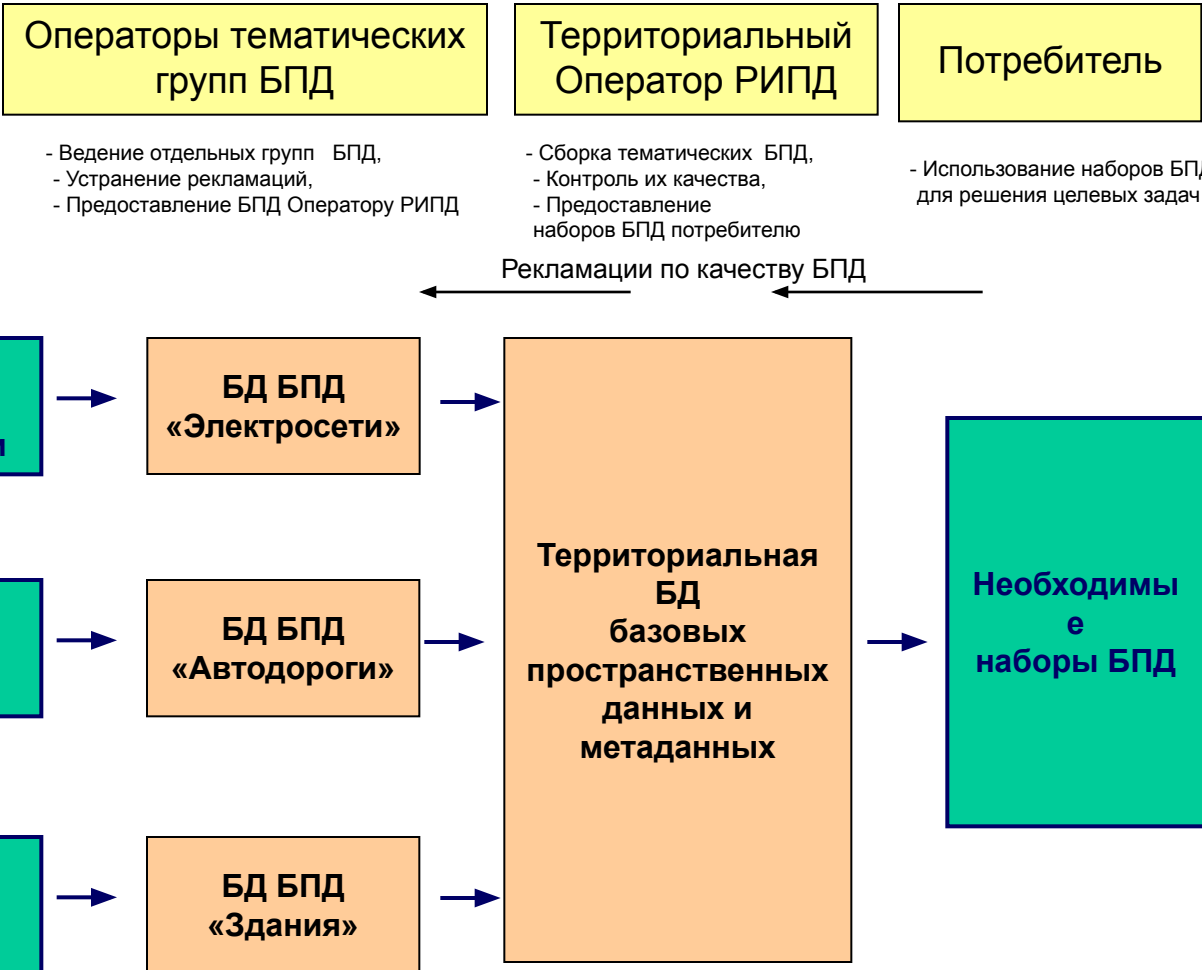 Операторы тематических
групп БПД
Территориальный
Оператор РИПД
Потребитель
- Ведение отдельных групп БПД,
- Устранение рекламаций,
- Предоставление БПД Оператору РИПД
- Сборка тематических БПД,
- Контроль их качества,
- Предоставление
наборов БПД потребителю
- Использование наборов БПД
для решения целевых задач
Рекламации по качеству БПД
БД БПД
«Электросети»
БД БПД
«Автодороги»
БД БПД
«Здания»
Территориальная
БД
базовых
пространственных
данных и
метаданных
Необходимы
е
наборы БПД